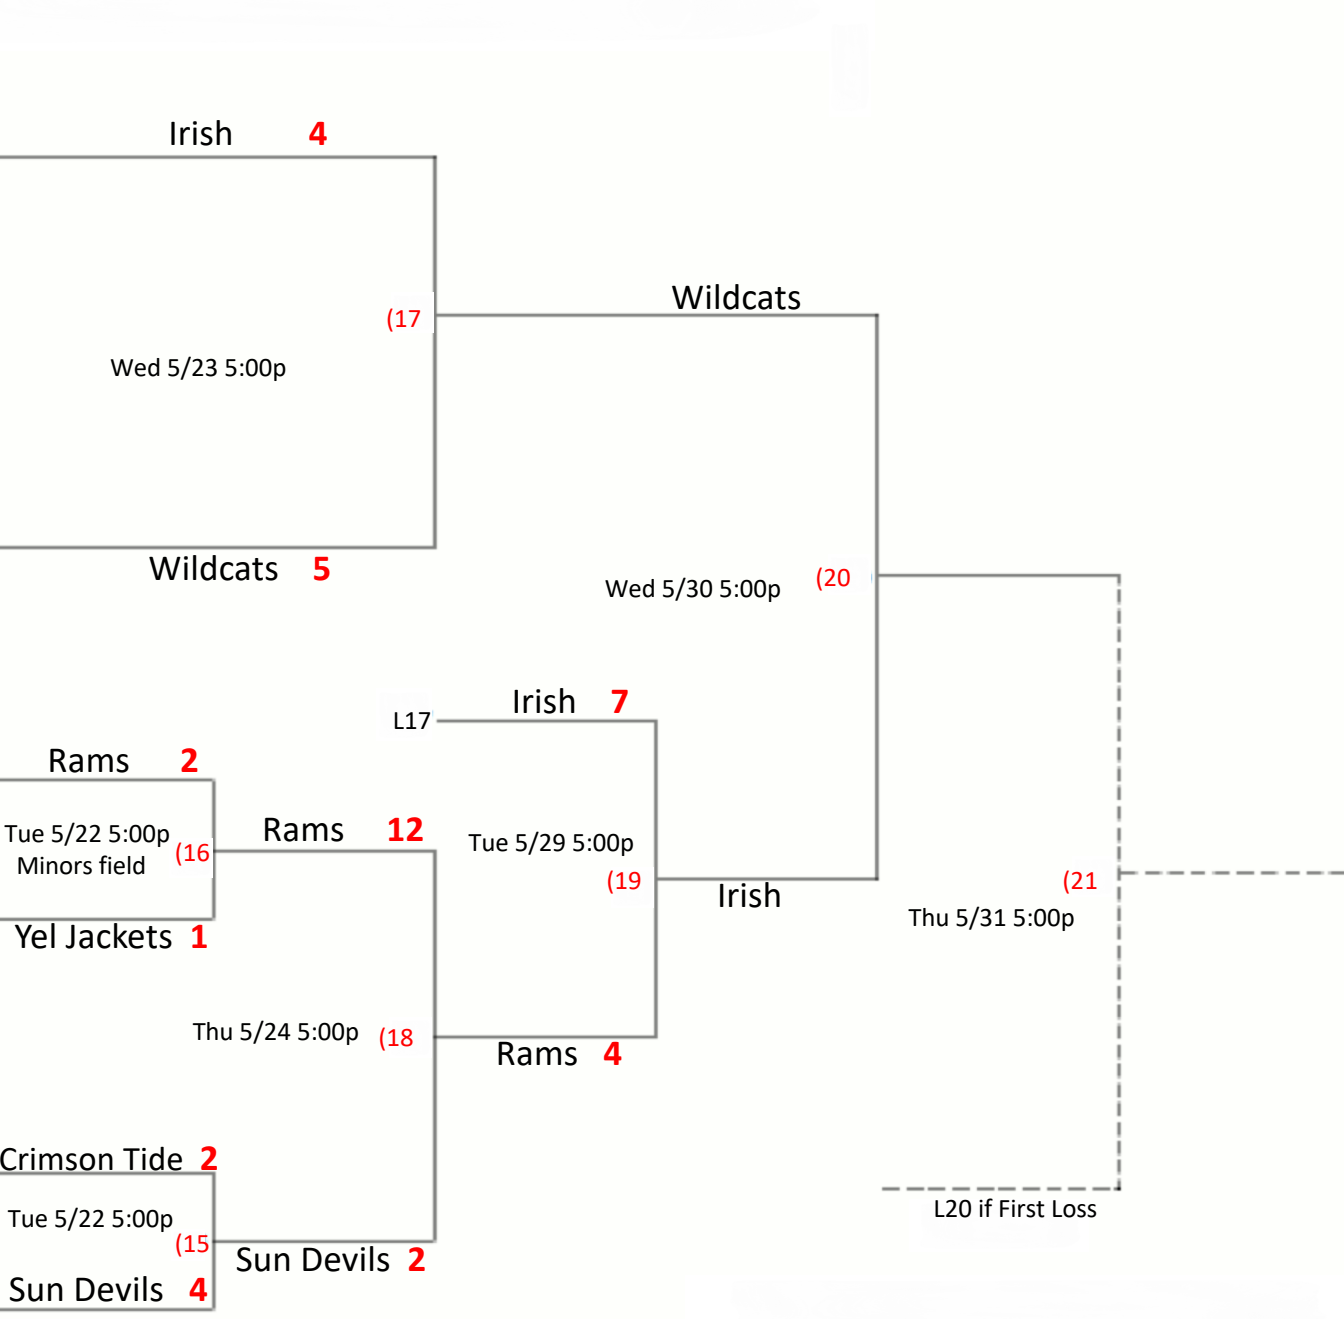 Irish 4
Wildcats
(17
Wed 5/23 5:00p
Wildcats 5
Wed 5/30 5:00p (20
Irish 7
L17
Rams 2
Tue 5/22 5:00p
Minors field
(16
Rams 12
Tue 5/29 5:00p
(19
Irish
(21
Thu 5/31 5:00p
Yel Jackets 1
Thu 5/24 5:00p (18
Rams 4
Crimson Tide 2
Tue 5/22 5:00p
(15
L20 if First Loss
Sun Devils 2
Sun Devils 4